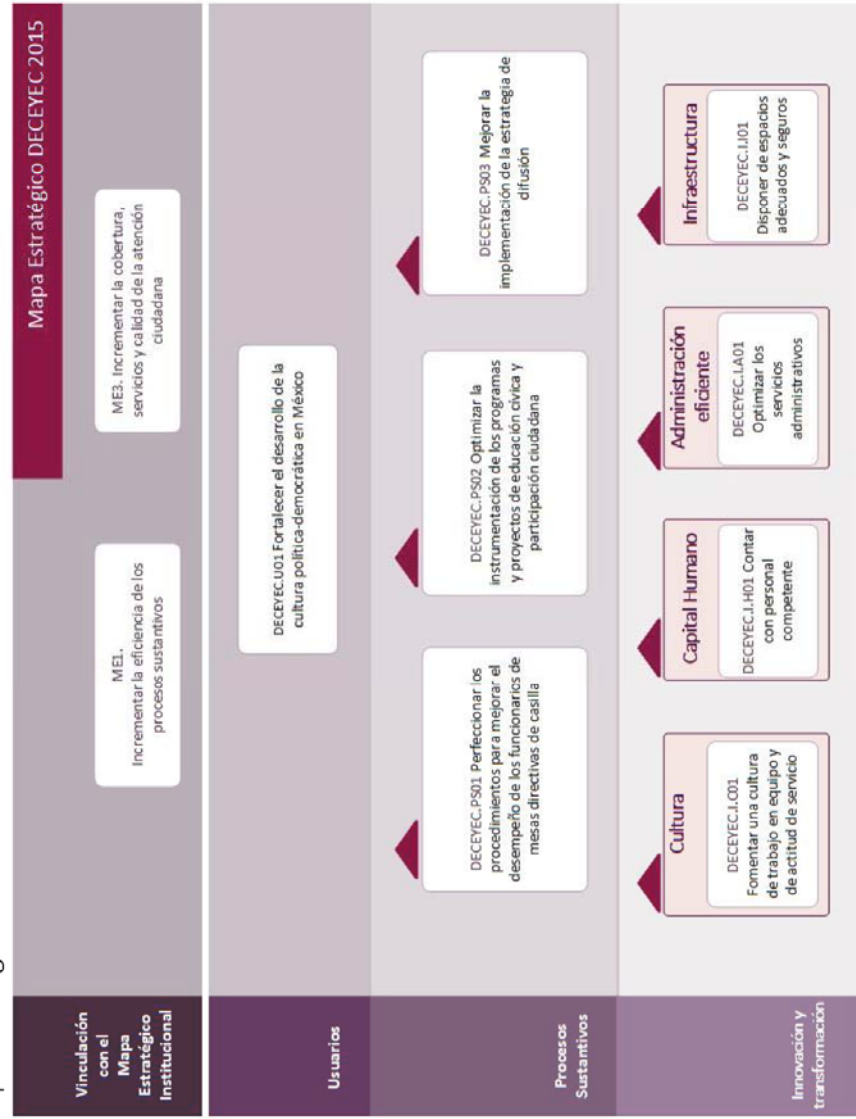 Mapa Estratégico DECEYEC 2015
Vinculación
con el
Mapa
Estratégico
Institucional
ME1.
Incrementar la eficiencia de los
procesos sustantivos
ME3. Incrementar la cobertura,
servicios y calidad de la atención
ciudadana
Usuarios
DECEYEC.U01 Fortalecer el desarrollo de la
cultura política-democrática en México
Procesos
Sustantivos
DECEYEC.PS01 Perfeccionar los
procedimientos para mejorar el
desempeño de los funcionarios de
mesas directivas de casilla
DECEYEC.PS02 Optimizar la
instrumentación de los programas
y proyectos de educación cívica y
participación ciudadana
DECEYEC.PS03 Mejorar la
implementación de la estrategia de
difusión
Innovación y
transformación
Cultura
DECEYEC.I.C01
Fomentar una cultura
de trabajo en equipo y
de actitud de servicio
Capital Humano
DECEYEC.I.H01 Contar
con personal
competente
Administración
eficiente
DECEYEC.I.A01
Optimizar los
servicios
administrativos
Infraestructura
DECEYEC.I.I01
Disponer de espacios
adecuados y seguros